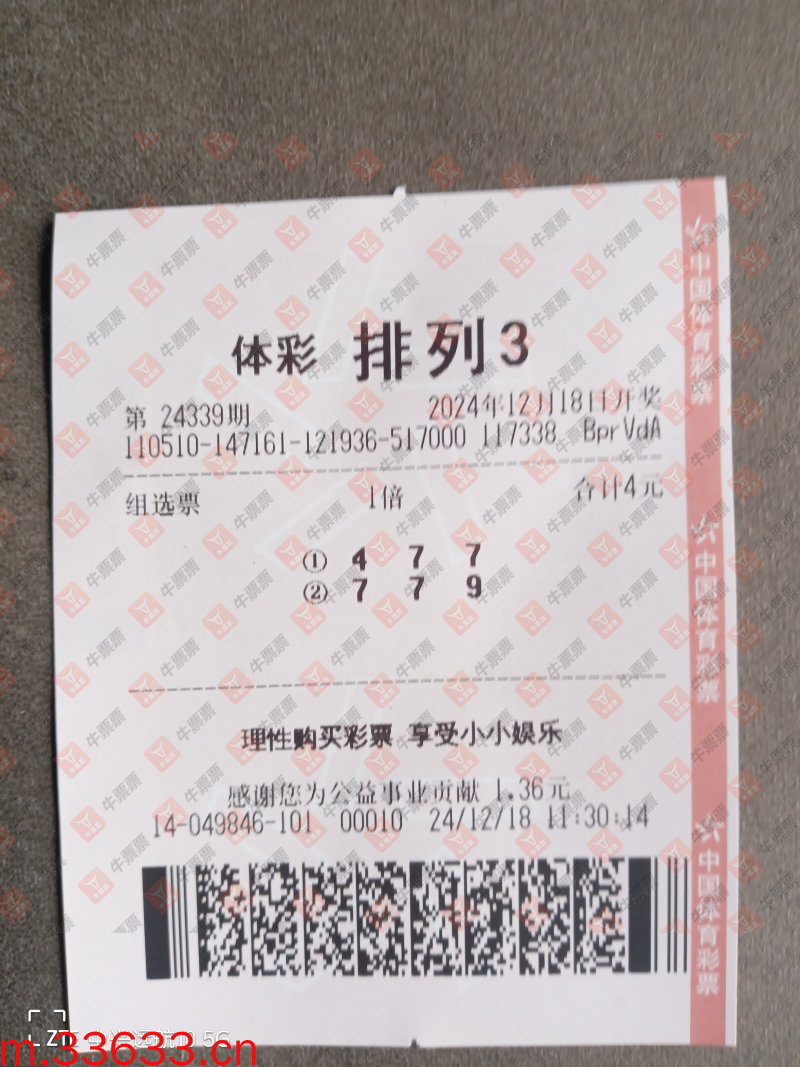 体彩 排列3
第 24339期 2024年12月18日开奖
110510-147161-121936-517000 117338 BprVdA
组选票 1倍 合计4元
① 4 7 7
② 7 7 9
理性购买彩票 享受小小娱乐
感谢您为公益事业贡献 1.36元
14-049846-101 00010 24/12/18 11:30:14
中国体育彩票
中国体育彩票
中国体育彩票
牛票票
m.33633.cn